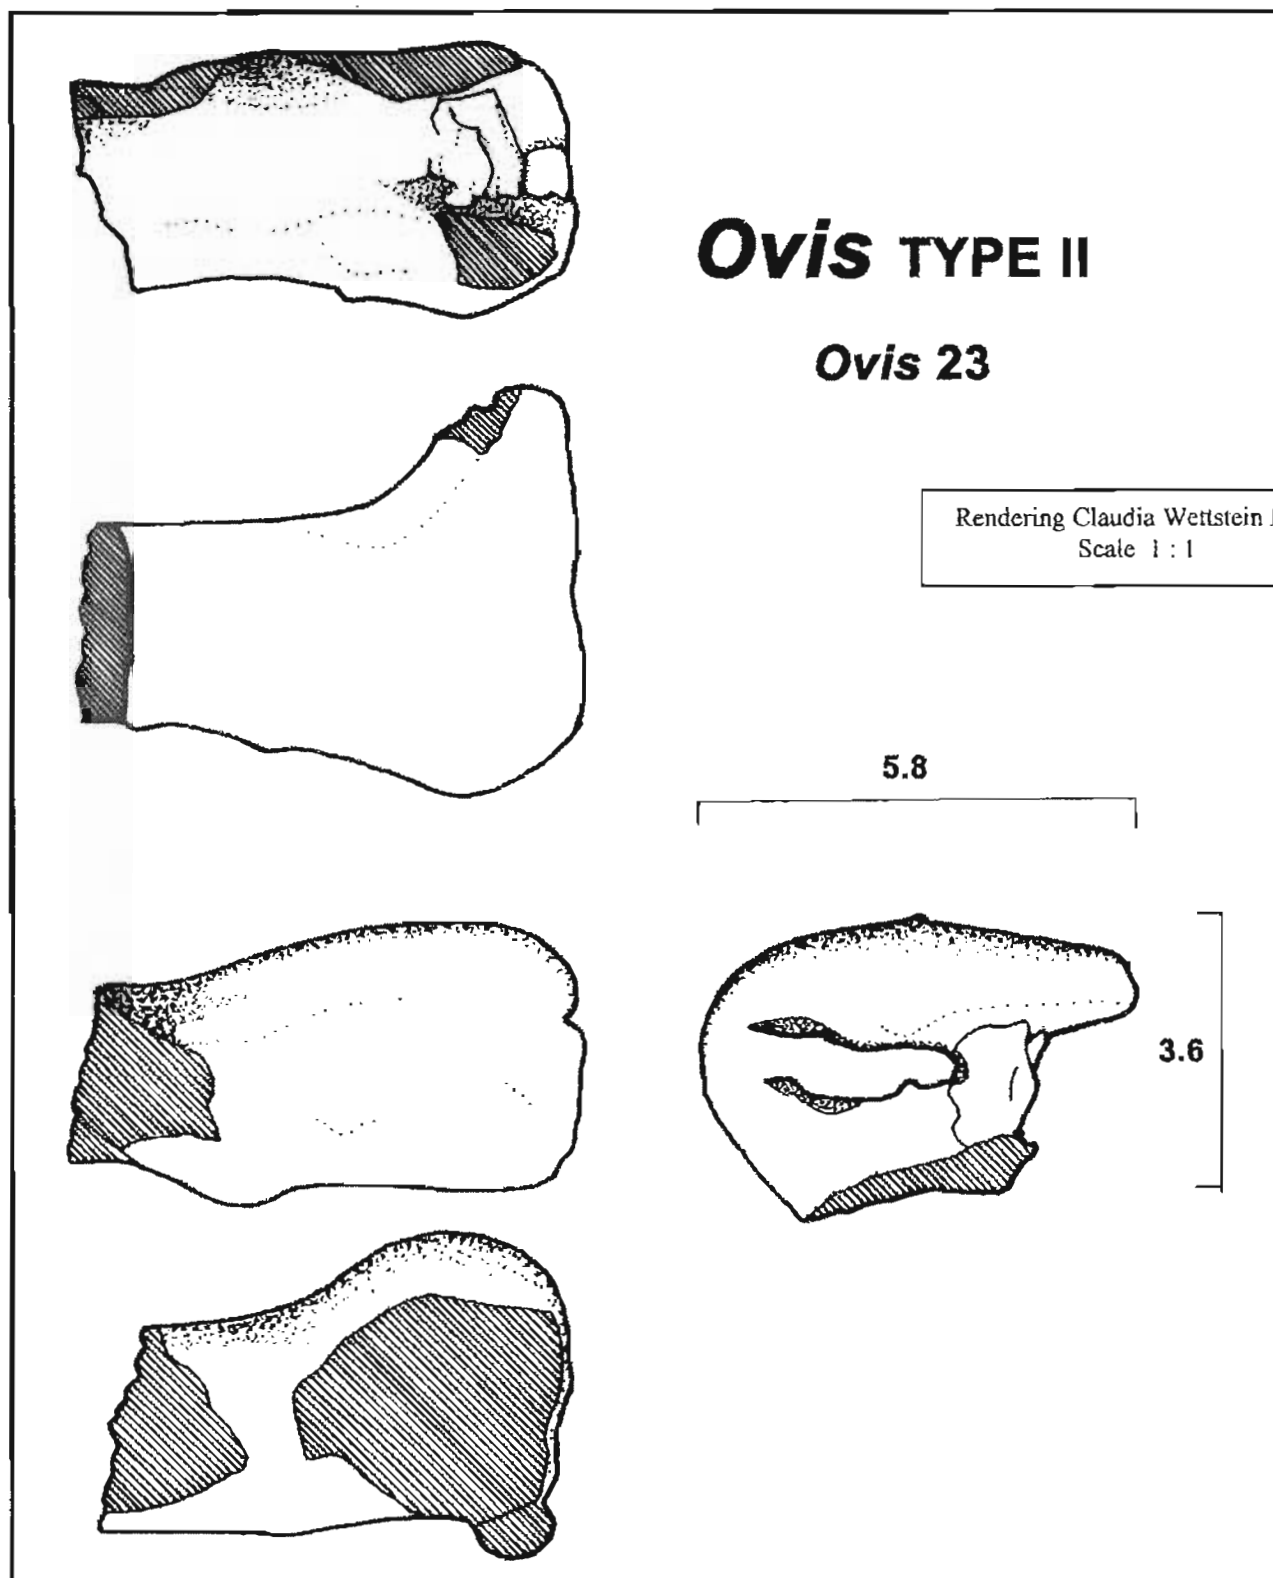 Ovis TYPE II
Ovis 23
Rendering Claudia Wettstein
Scale 1 : 1
5.8
3.6